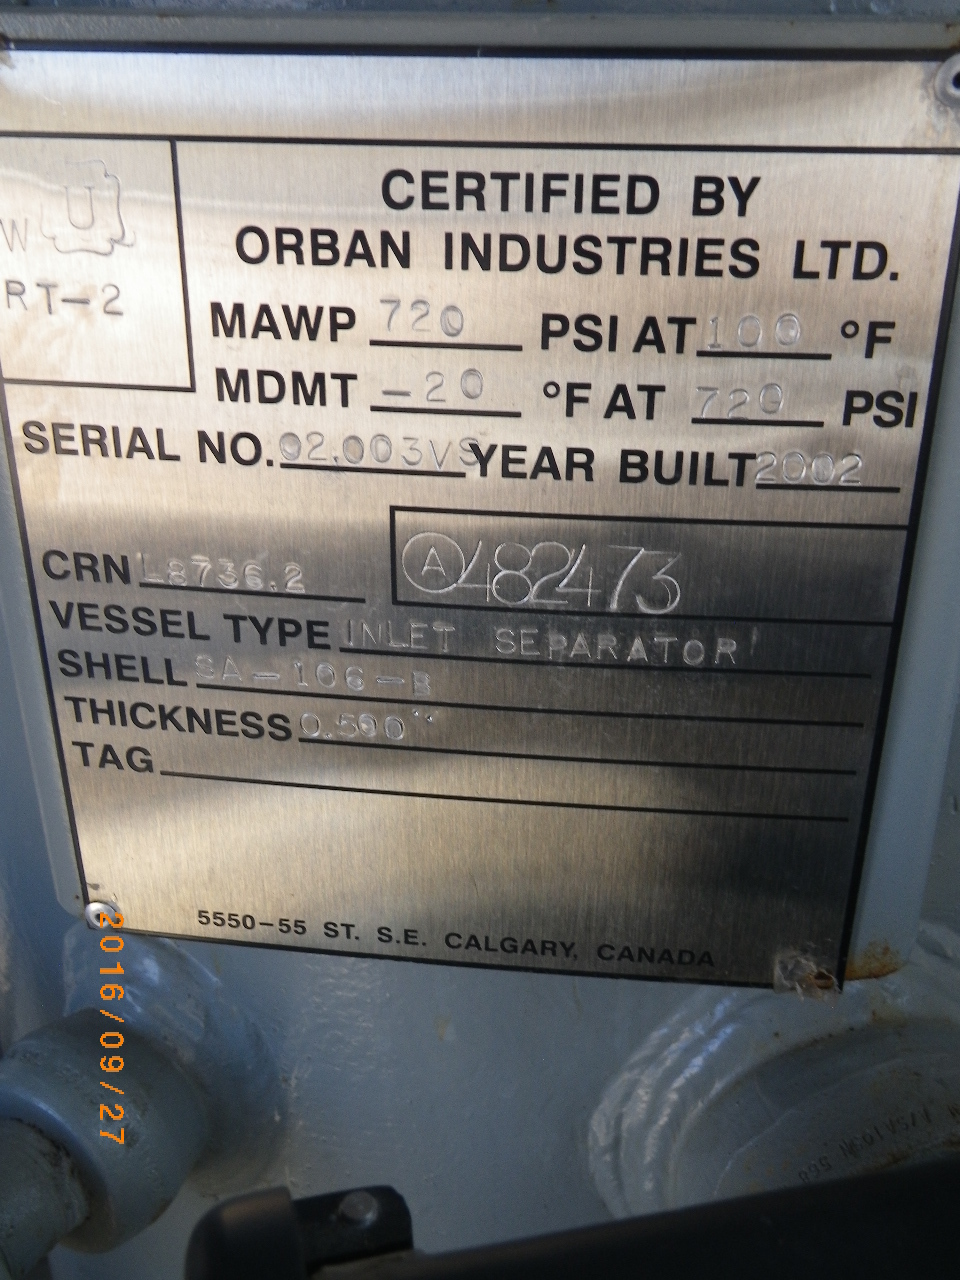 U
W
RT-2
CERTIFIED BY
ORBAN INDUSTRIES LTD.
MAWP 720 PSI AT 100 °F
MDMT -20 °F AT 720 PSI
SERIAL NO. 02.003VS YEAR BUILT 2002
CRN L8736.2 A 482473
VESSEL TYPE INLET SEPARATOR
SHELL SA-106-B
THICKNESS 0.500"
TAG
5550-55 ST. S.E. CALGARY, CANADA
2016/09/27